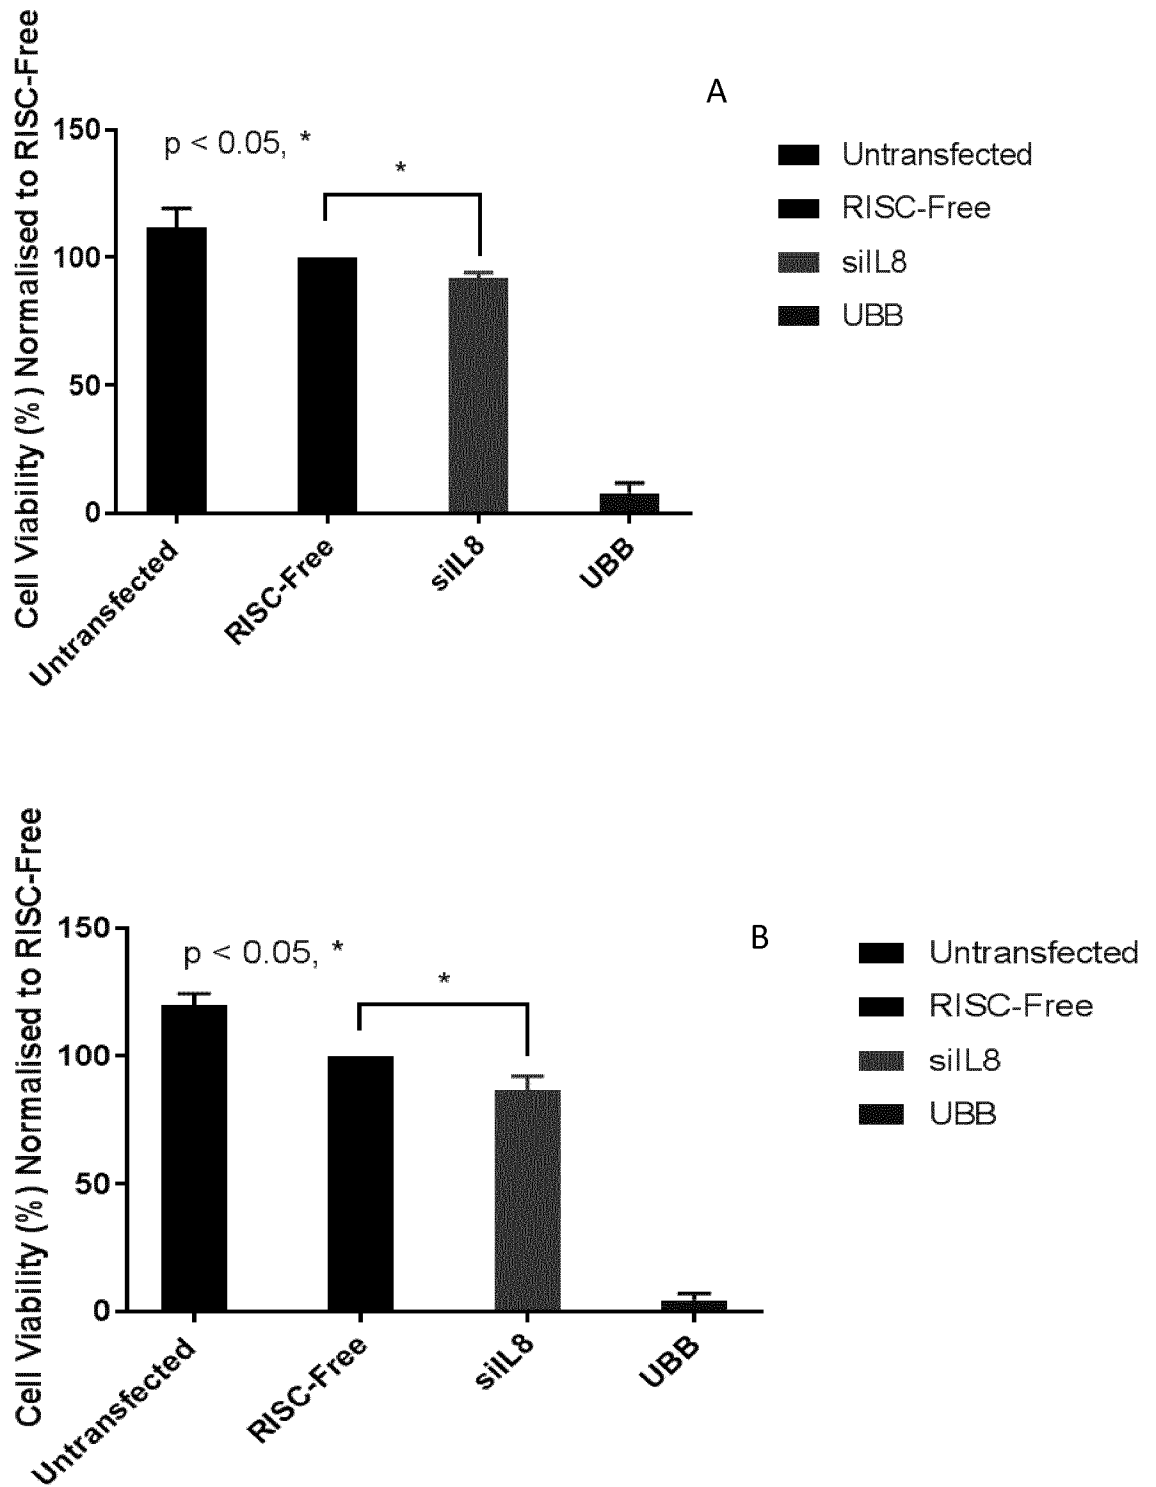 A
Cell Viability (%) Normalised to RISC-Free
150
100
50
0
p < 0.05, *
*
Untransfected
RISC-Free
siIL8
UBB
Untransfected
RISC-Free
siIL8
UBB
B
Cell Viability (%) Normalised to RISC-Free
150
100
50
0
p < 0.05, *
*
Untransfected
RISC-Free
siIL8
UBB
Untransfected
RISC-Free
siIL8
UBB